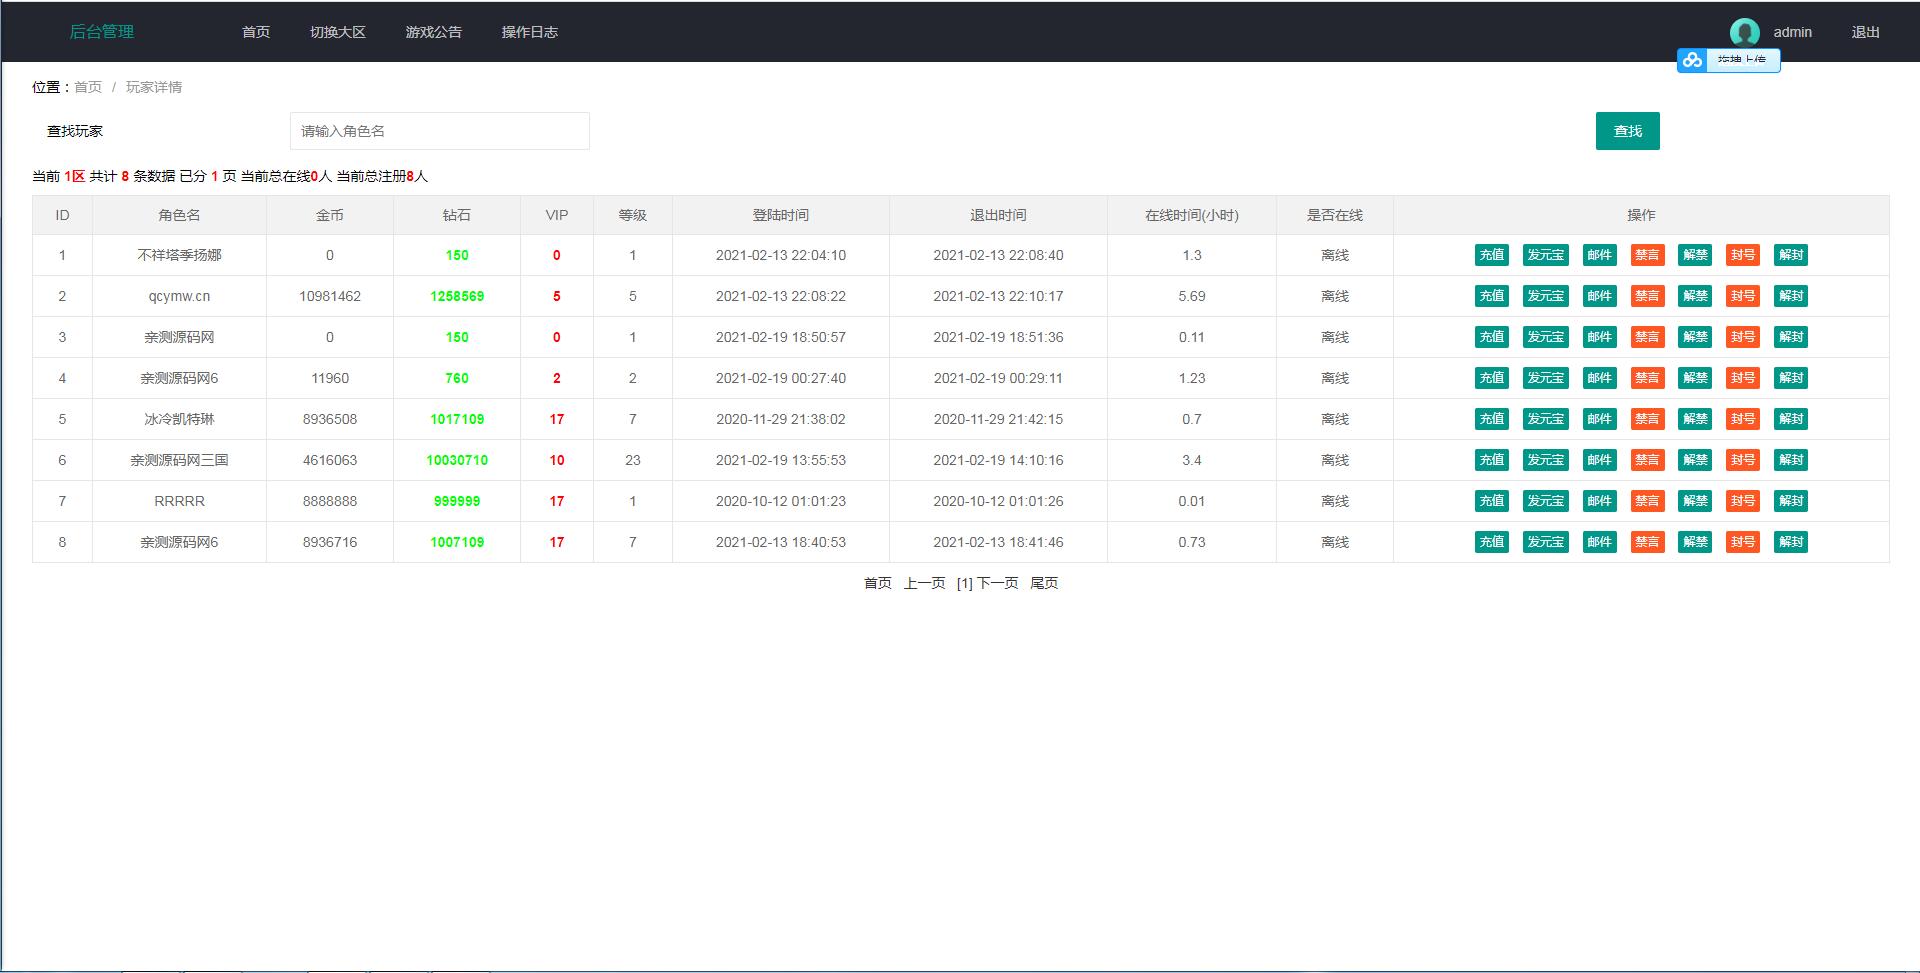 后台管理 首页 切换大区 游戏公告 操作日志 admin 退出
拖拽上传
位置：首页 / 玩家详情
查找玩家 请输入角色名 查找
当前 1区 共计 8 条数据 已分 1 页 当前总在线0人 当前总注册8人
ID 角色名 金币 钻石 VIP 等级 登陆时间 退出时间 在线时间(小时) 是否在线 操作
1 不祥塔季扬娜 0 150 0 1 2021-02-13 22:04:10 2021-02-13 22:08:40 1.3 离线 充值 发元宝 邮件 禁言 解禁 封号 解封
2 qcymw.cn 10981462 1258569 5 5 2021-02-13 22:08:22 2021-02-13 22:10:17 5.69 离线 充值 发元宝 邮件 禁言 解禁 封号 解封
3 亲测源码网 0 150 0 1 2021-02-19 18:50:57 2021-02-19 18:51:36 0.11 离线 充值 发元宝 邮件 禁言 解禁 封号 解封
4 亲测源码网6 11960 760 2 2 2021-02-19 00:27:40 2021-02-19 00:29:11 1.23 离线 充值 发元宝 邮件 禁言 解禁 封号 解封
5 冰冷凯特琳 8936508 1017109 17 7 2020-11-29 21:38:02 2020-11-29 21:42:15 0.7 离线 充值 发元宝 邮件 禁言 解禁 封号 解封
6 亲测源码网三国 4616063 10030710 10 23 2021-02-19 13:55:53 2021-02-19 14:10:16 3.4 离线 充值 发元宝 邮件 禁言 解禁 封号 解封
7 RRRRR 8888888 999999 17 1 2020-10-12 01:01:23 2020-10-12 01:01:26 0.01 离线 充值 发元宝 邮件 禁言 解禁 封号 解封
8 亲测源码网6 8936716 1007109 17 7 2021-02-13 18:40:53 2021-02-13 18:41:46 0.73 离线 充值 发元宝 邮件 禁言 解禁 封号 解封
首页 上一页 [1] 下一页 尾页